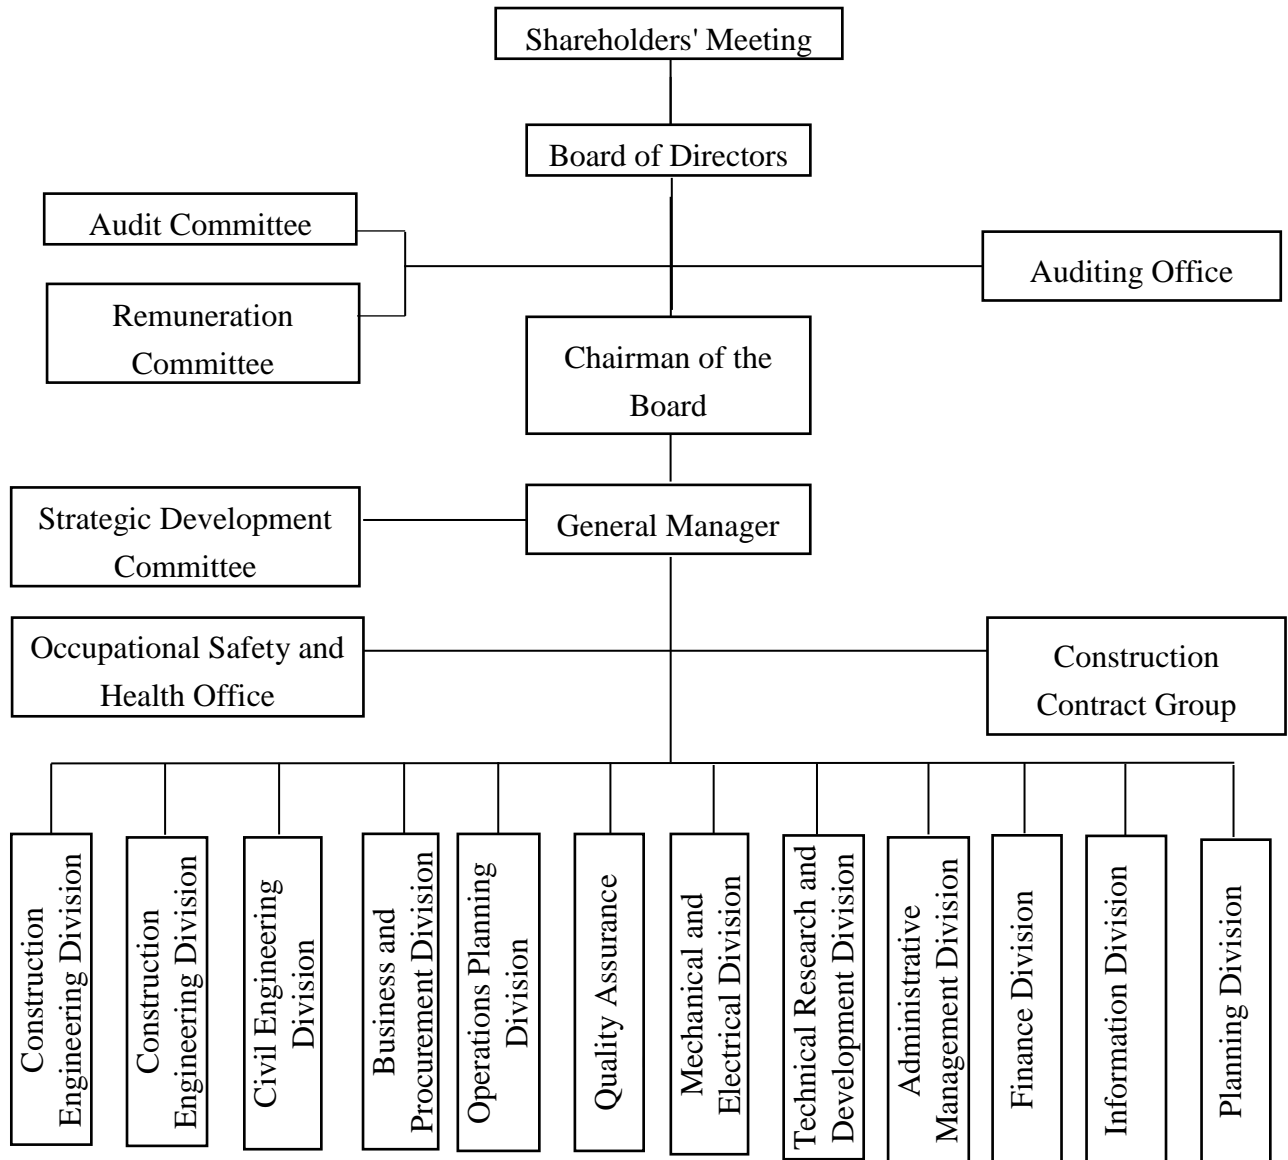 Shareholders' Meeting
Board of Directors
Audit Committee
Auditing Office
Remuneration
Committee
Chairman of the
Board
Strategic Development
Committee
General Manager
Occupational Safety and
Health Office
Construction
Contract Group
Construction
Engineering Division
Construction
Engineering Division
Civil Engineering
Division
Business and
Procurement Division
Operations Planning
Division
Quality Assurance
Mechanical and
Electrical Division
Technical Research and
Development Division
Administrative
Management Division
Finance Division
Information Division
Planning Division